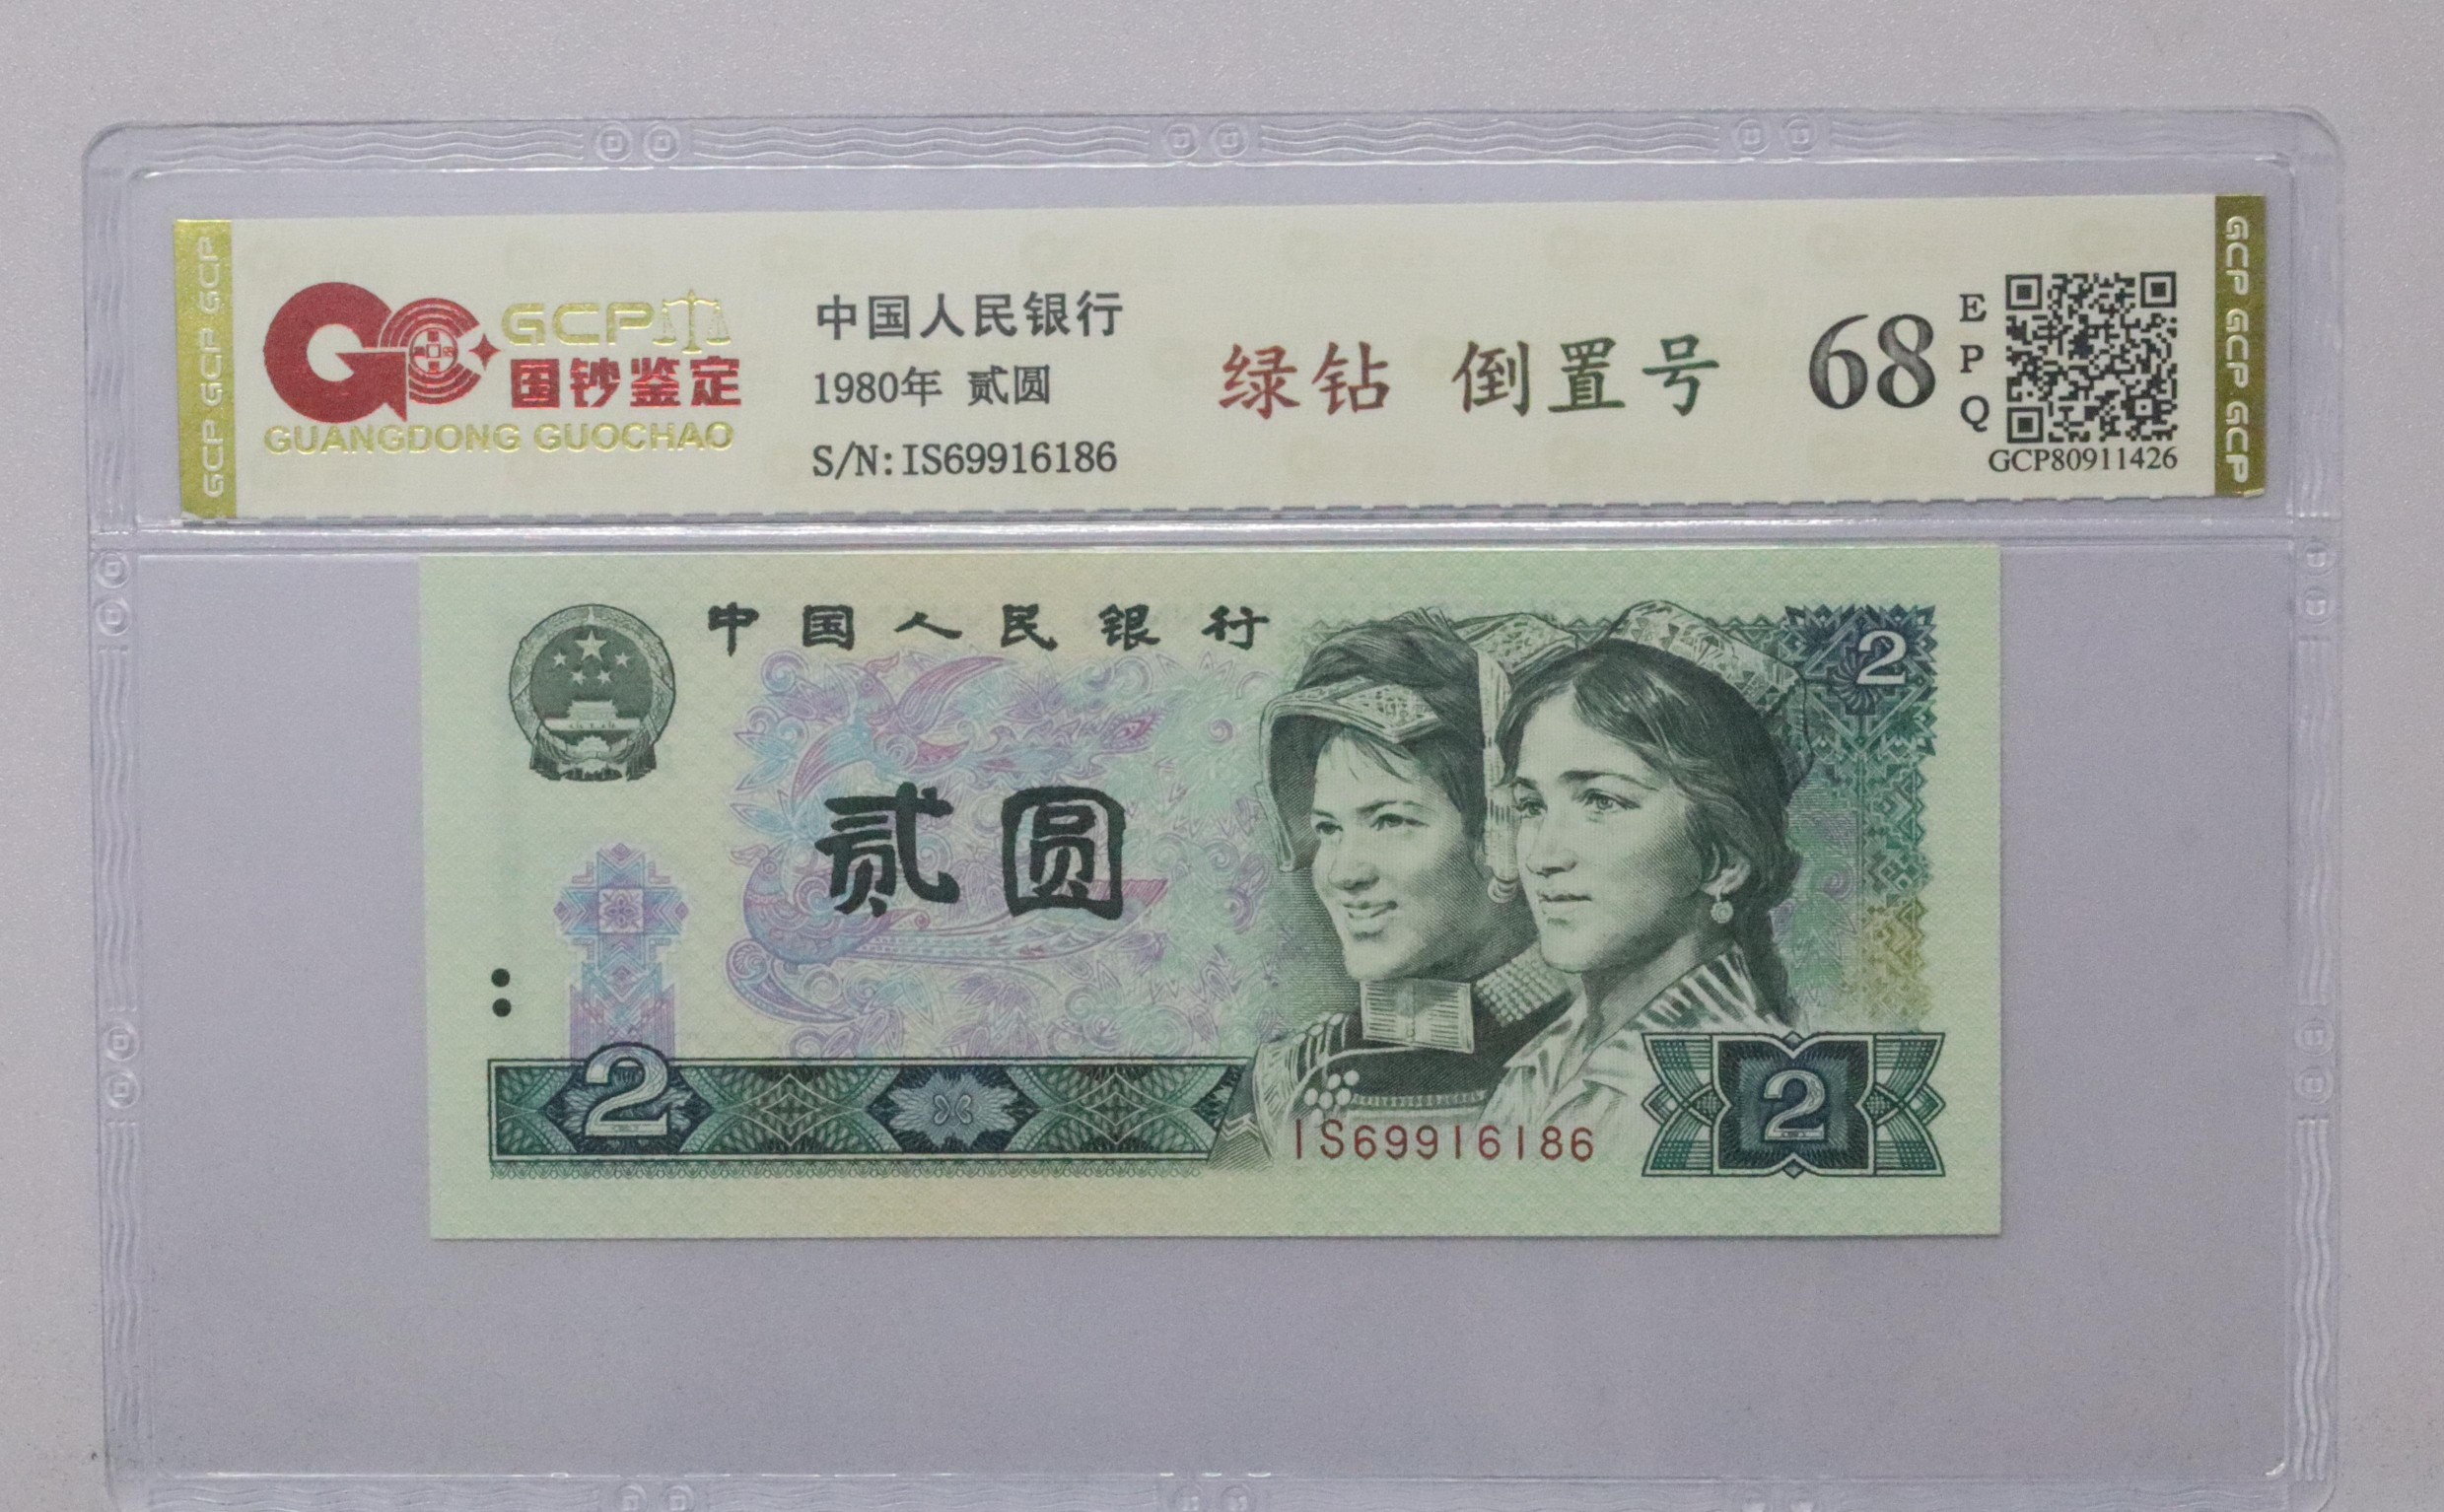 GCP GCP GCP
GCP
国钞鉴定
GUANGDONG GUOCHAO
中国人民银行
1980年 贰圆
S/N:IS69916186
绿钻 倒置号
68
EPQ
GCP80911426
GCP GCP GCP
中国人民银行
2
贰圆
2
IS69916186
2